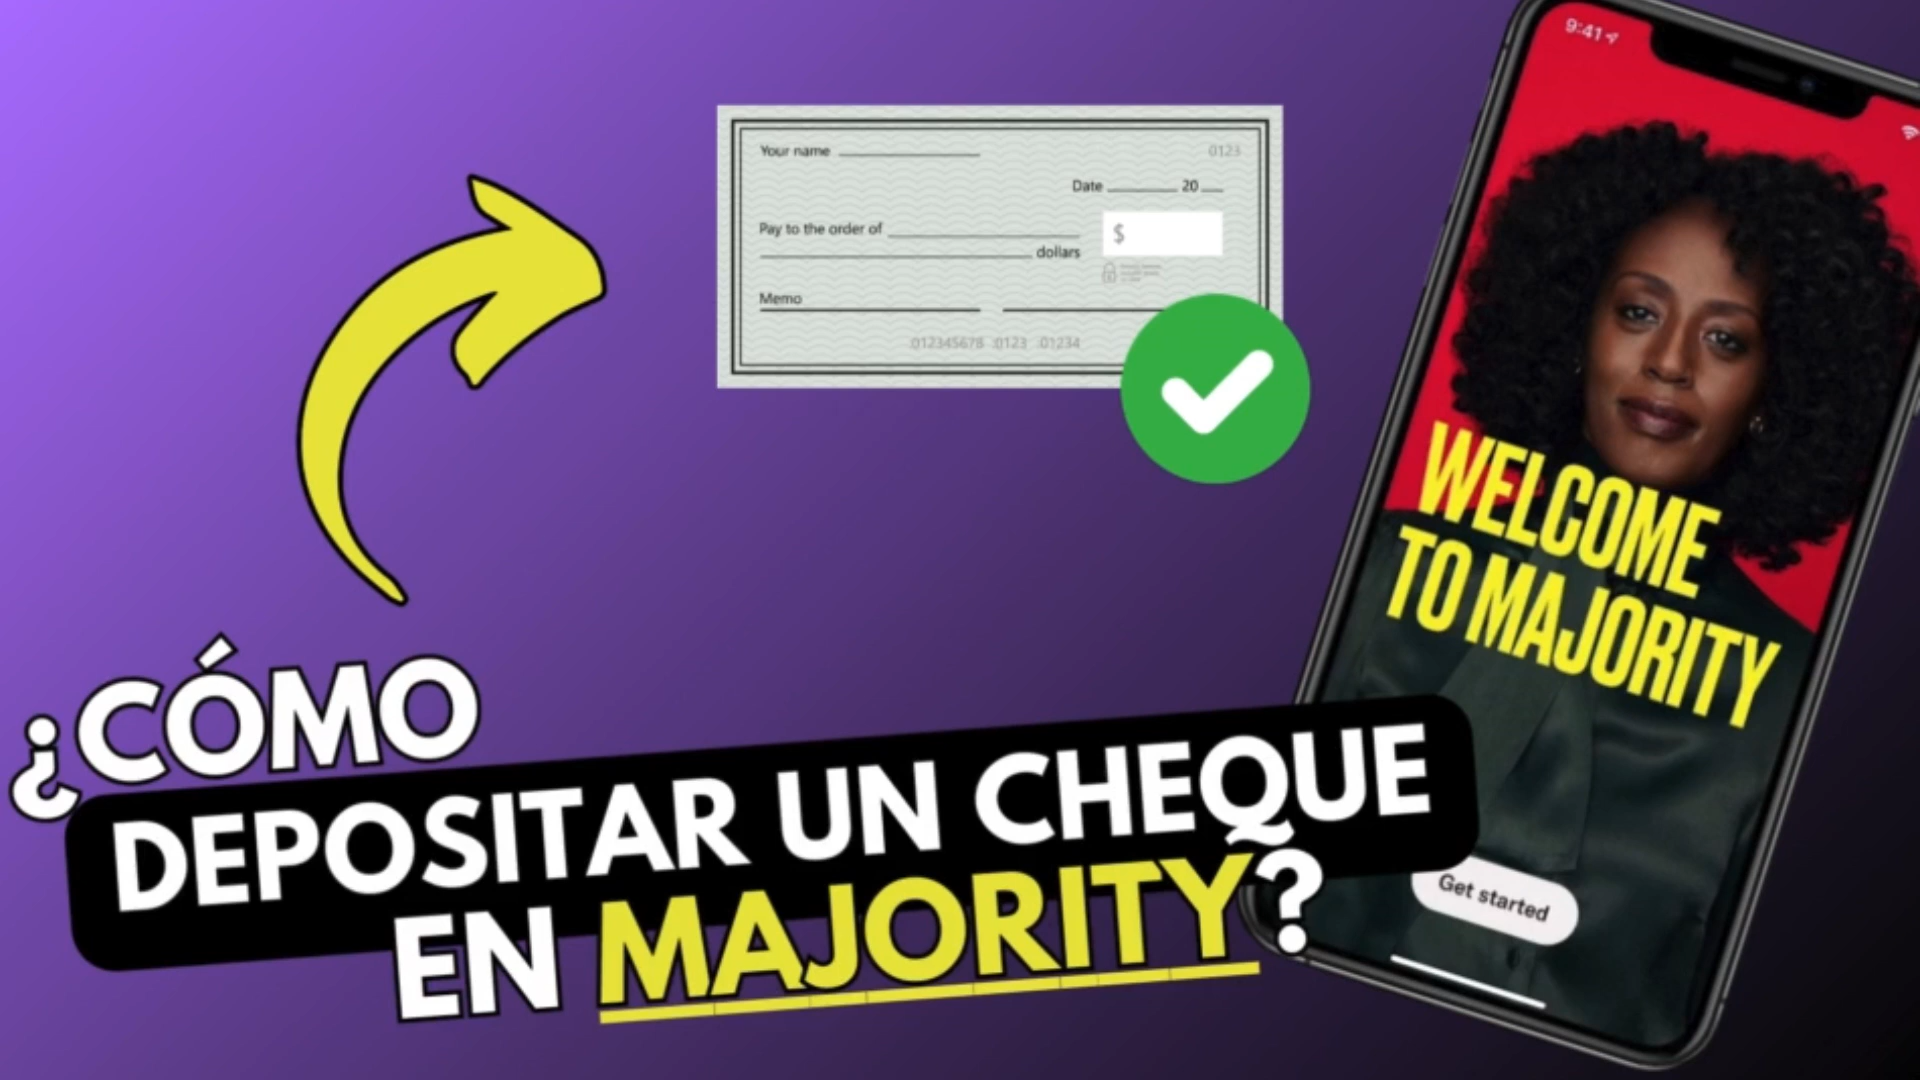 9:41
Your name
0123
Date
20
Pay to the order of
$
dollars
Memo
012345678 0123 01234
WELCOME
TO MAJORITY
¿CÓMO
DEPOSITAR UN CHEQUE
EN MAJORITY?
Get started